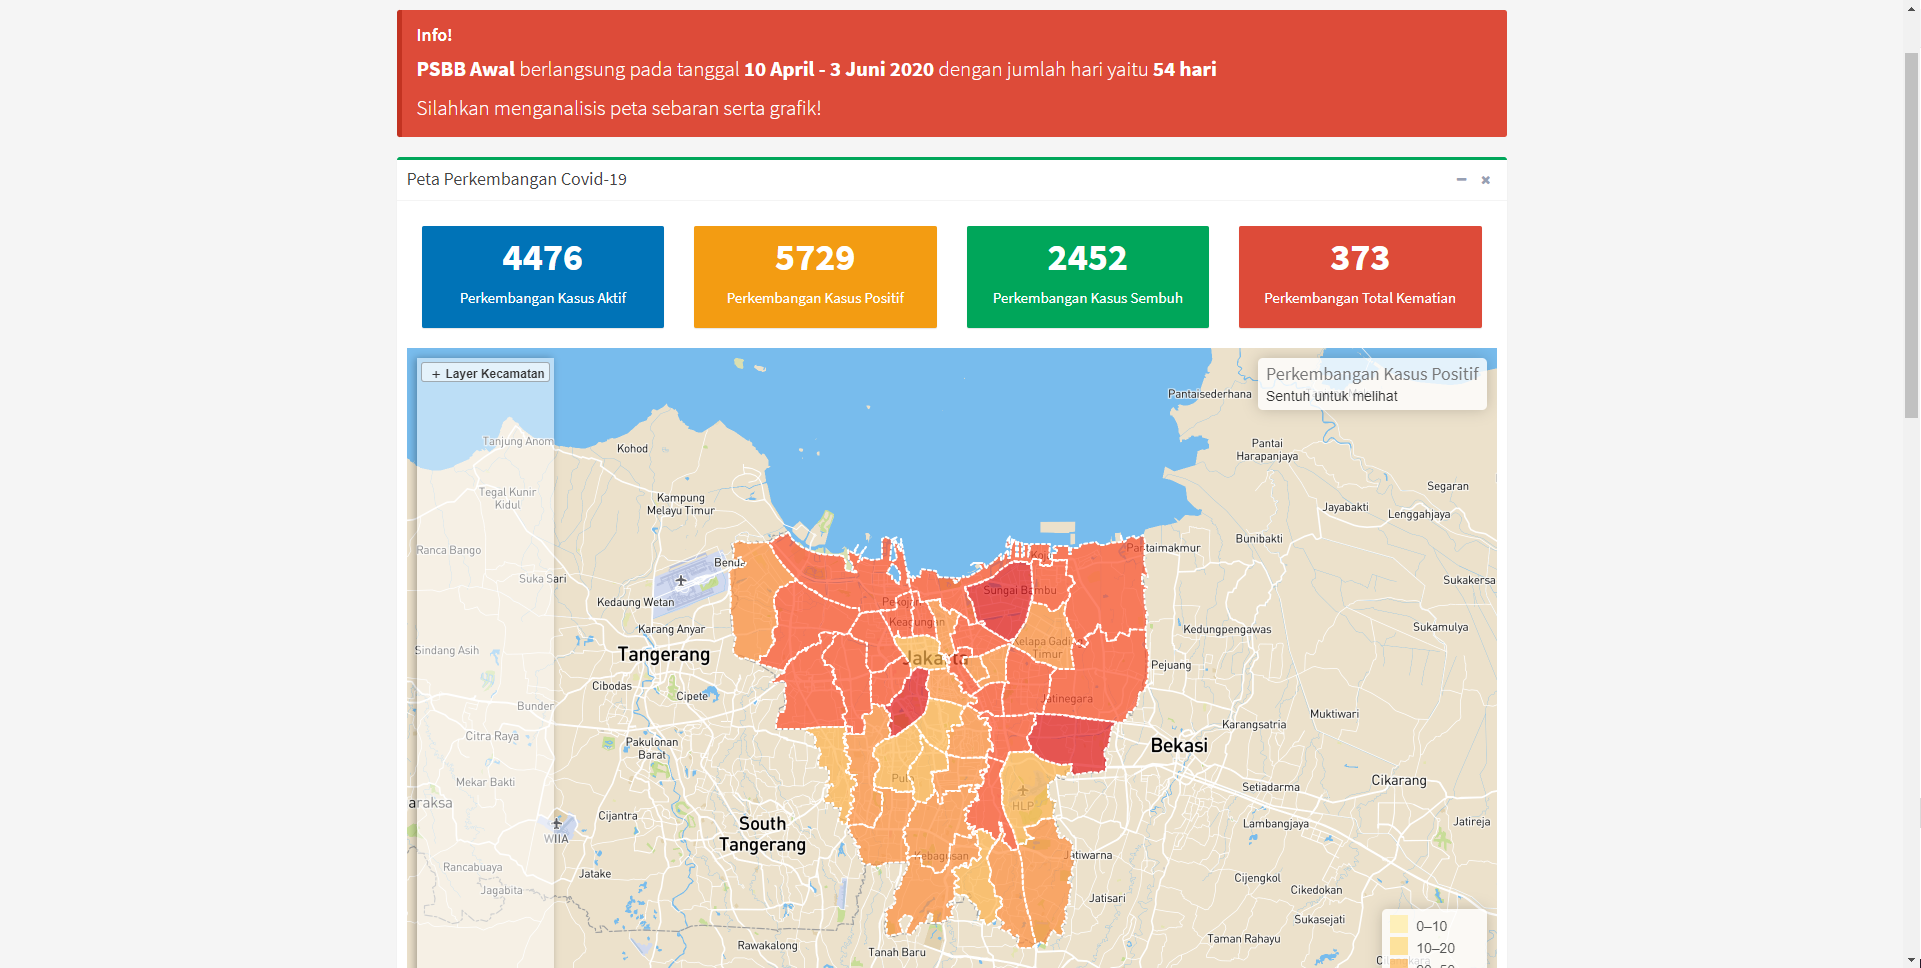 Info!
PSBB Awal berlangsung pada tanggal 10 April - 3 Juni 2020 dengan jumlah hari yaitu 54 hari
Silahkan menganalisis peta sebaran serta grafik!
Peta Perkembangan Covid-19
4476
Perkembangan Kasus Aktif
5729
Perkembangan Kasus Positif
2452
Perkembangan Kasus Sembuh
373
Perkembangan Total Kematian
+ Layer Kecamatan
Perkembangan Kasus Positif
Sentuh untuk melihat
Pantaisederhana
Tanjung Anom
Kohod
Pantai
Harapanjaya
Tegal Kunir
Kidul
Kampung
Melayu Timur
Segaran
Jayabakti
Lenggahjaya
Bunibakti
Ranca Bango
Koja
Pantaimakmur
Benda
Suka Sari
Sukakersa
Sungai Bambu
Kedaung Wetan
Pekojan
Keagungan
Karang Anyar
Kedungpengawas
Sukamulya
Kelapa Gading
Timur
Sindang Asih
Tangerang
Jakarta
Pejuang
Cibodas
Cipete
Jatinegara
Bunder
Muktiwari
Karangsatria
Citra Raya
Pakulonan
Barat
Bekasi
Mekar Bakti
Pulo
Cikarang
HLP
Setiadarma
araksa
Cijantra
South
Tangerang
Lambangjaya
Jatireja
WIIA
Kebagusan
Jatiwarna
Rancabuaya
Jatake
Cijengkol
Jagabita
Cikedokan
Jatisari
Sukasejati
0–10
Rawakalong
Tanah Baru
Taman Rahayu
10–20